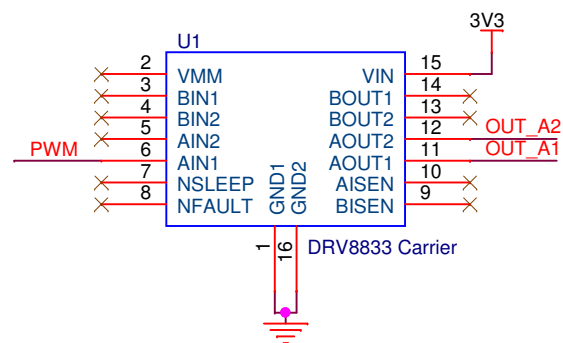 3V3
U1
2 VMM VIN 15
3 BIN1 BOUT1 14
4 BIN2 BOUT2 13
5 AIN2 AOUT2 12 OUT_A2
PWM 6 AIN1 AOUT1 11 OUT_A1
7 NSLEEP AISEN 10
8 NFAULT BISEN 9
GND1
GND2
1
16
DRV8833 Carrier